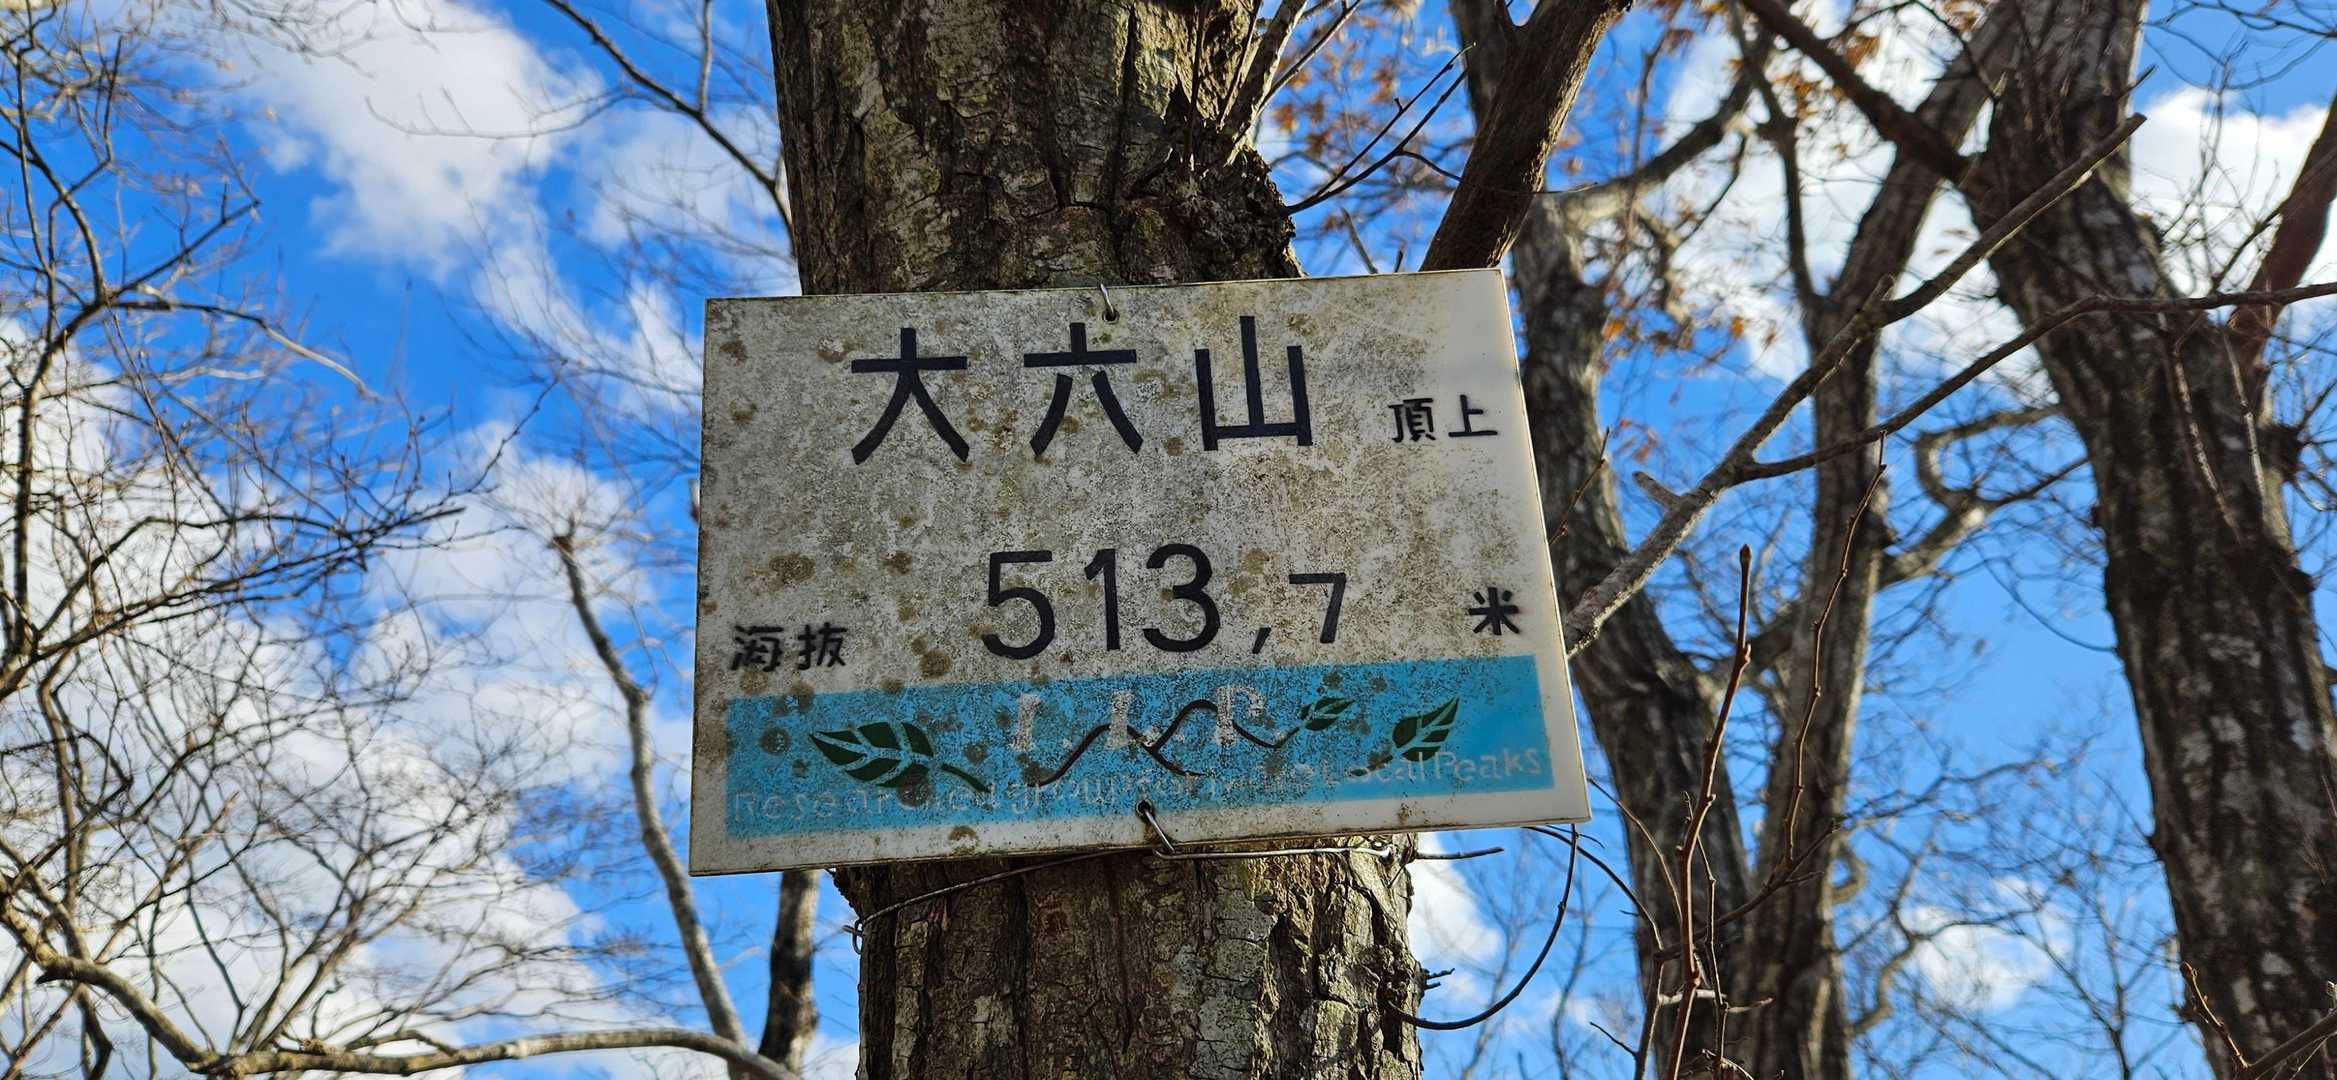 大六山 頂上
海抜 513,7 米
I.L.P.
Local Peaks